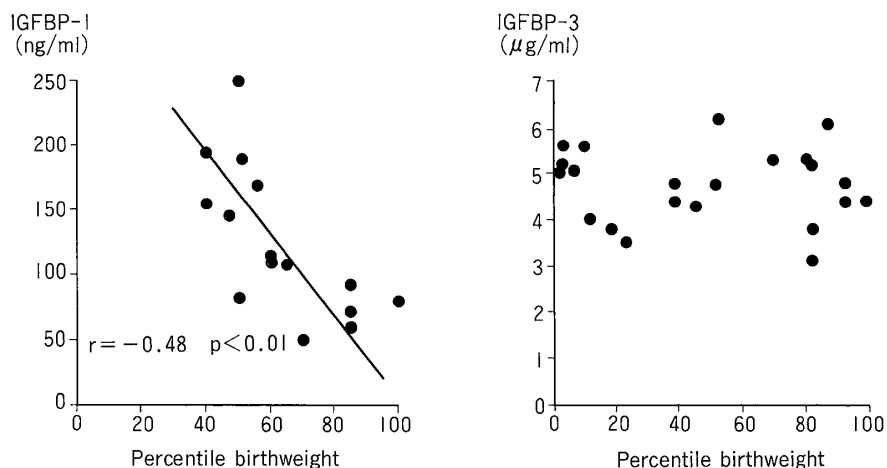 IGFBP-1
(ng/ml)
250
200
150
100
50
0
r = -0.48 p<0.01
0 20 40 60 80 100
Percentile birthweight
IGFBP-3
(μg/ml)
7
6
5
4
3
2
1
0
0 20 40 60 80 100
Percentile birthweight